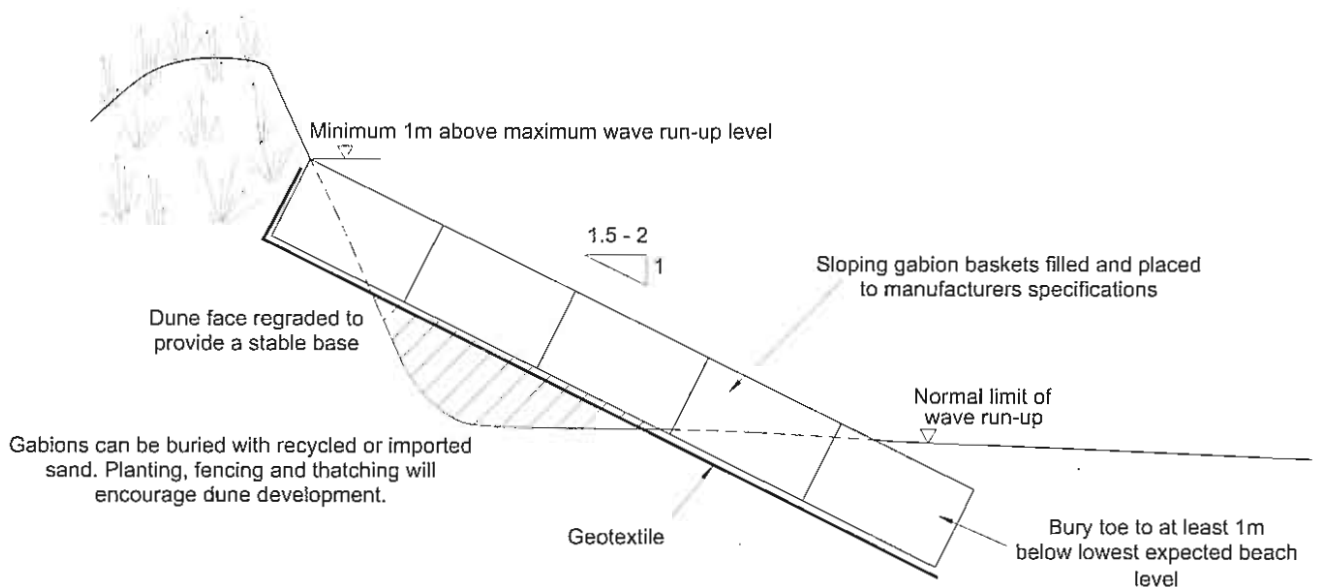 Minimum 1m above maximum wave run-up level
1.5 - 2
1
Sloping gabion baskets filled and placed
to manufacturers specifications
Dune face regraded to
provide a stable base
Normal limit of
wave run-up
Gabions can be buried with recycled or imported
sand. Planting, fencing and thatching will
encourage dune development.
Geotextile
Bury toe to at least 1m
below lowest expected beach
level